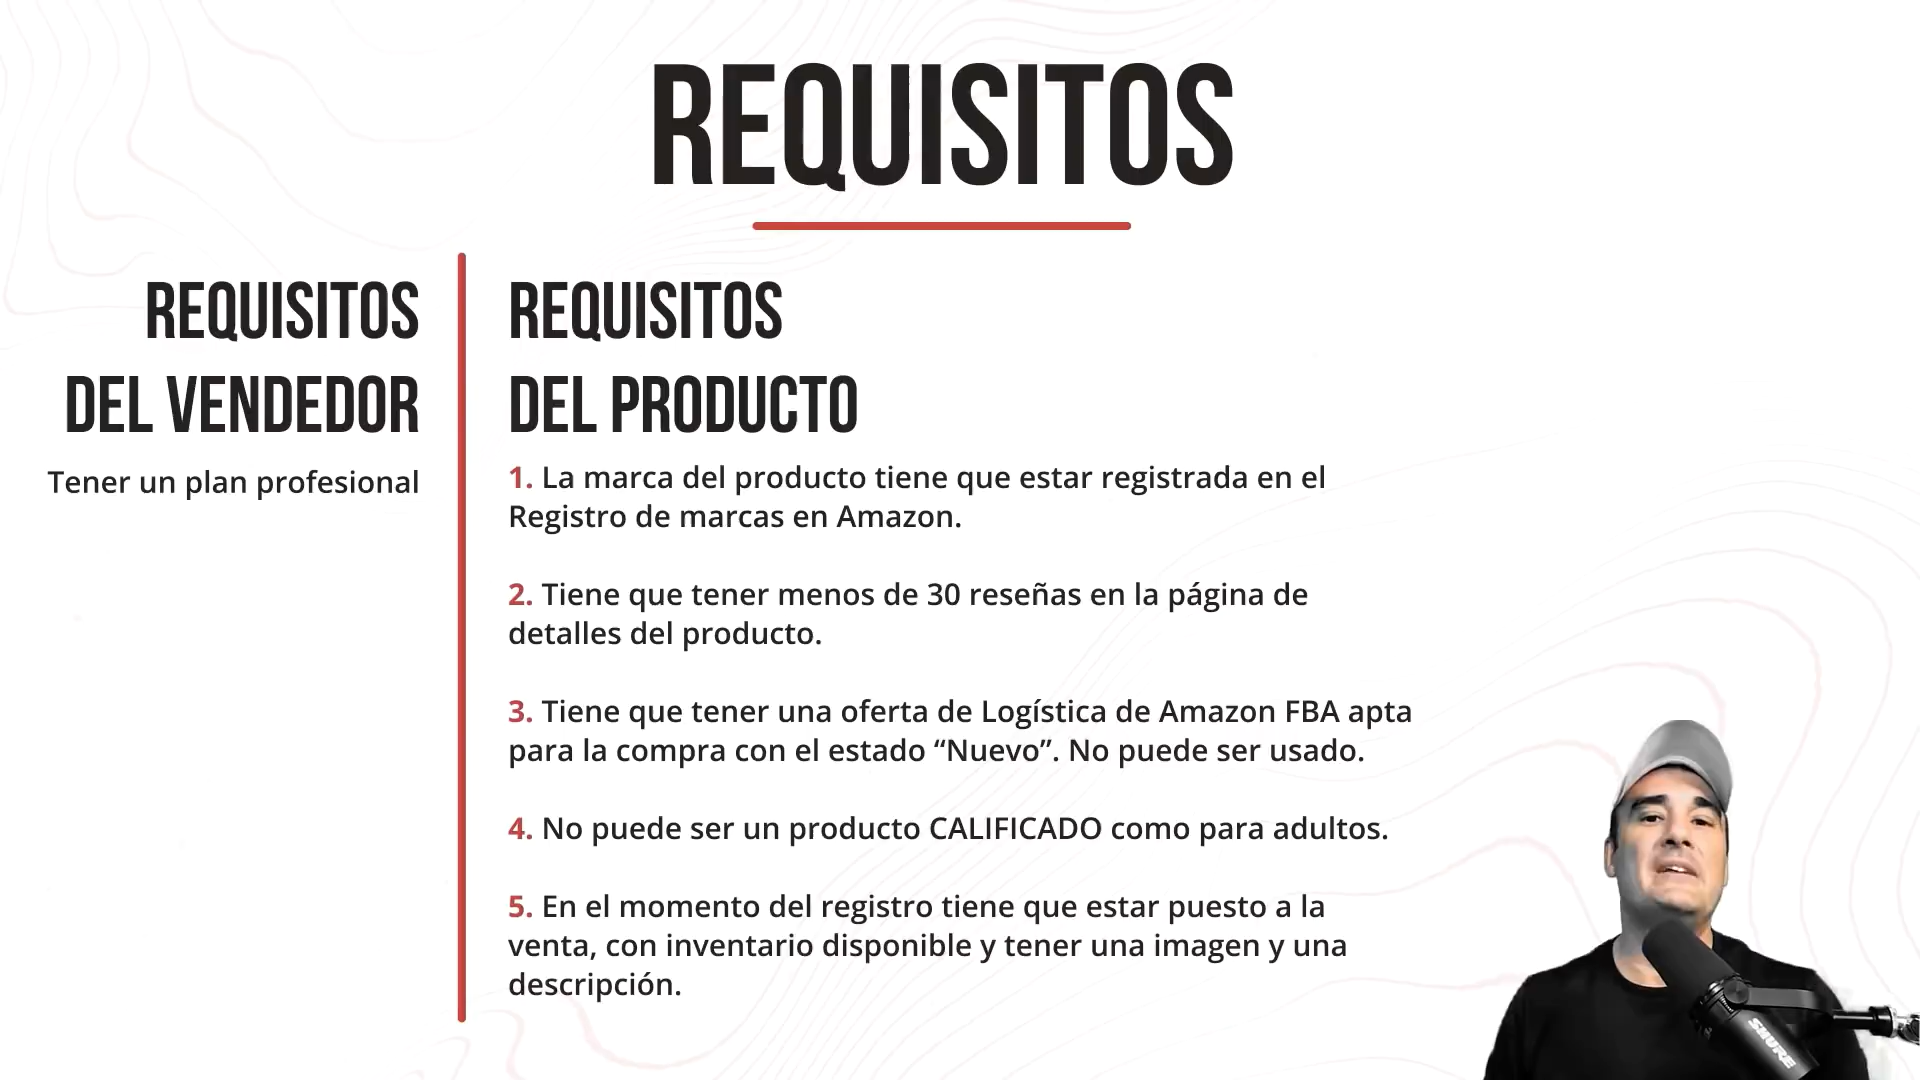 REQUISITOS
REQUISITOS
DEL VENDEDOR
Tener un plan profesional
REQUISITOS
DEL PRODUCTO
1. La marca del producto tiene que estar registrada en el
Registro de marcas en Amazon.
2. Tiene que tener menos de 30 reseñas en la página de
detalles del producto.
3. Tiene que tener una oferta de Logística de Amazon FBA apta
para la compra con el estado “Nuevo”. No puede ser usado.
4. No puede ser un producto CALIFICADO como para adultos.
5. En el momento del registro tiene que estar puesto a la
venta, con inventario disponible y tener una imagen y una
descripción.
SHURE